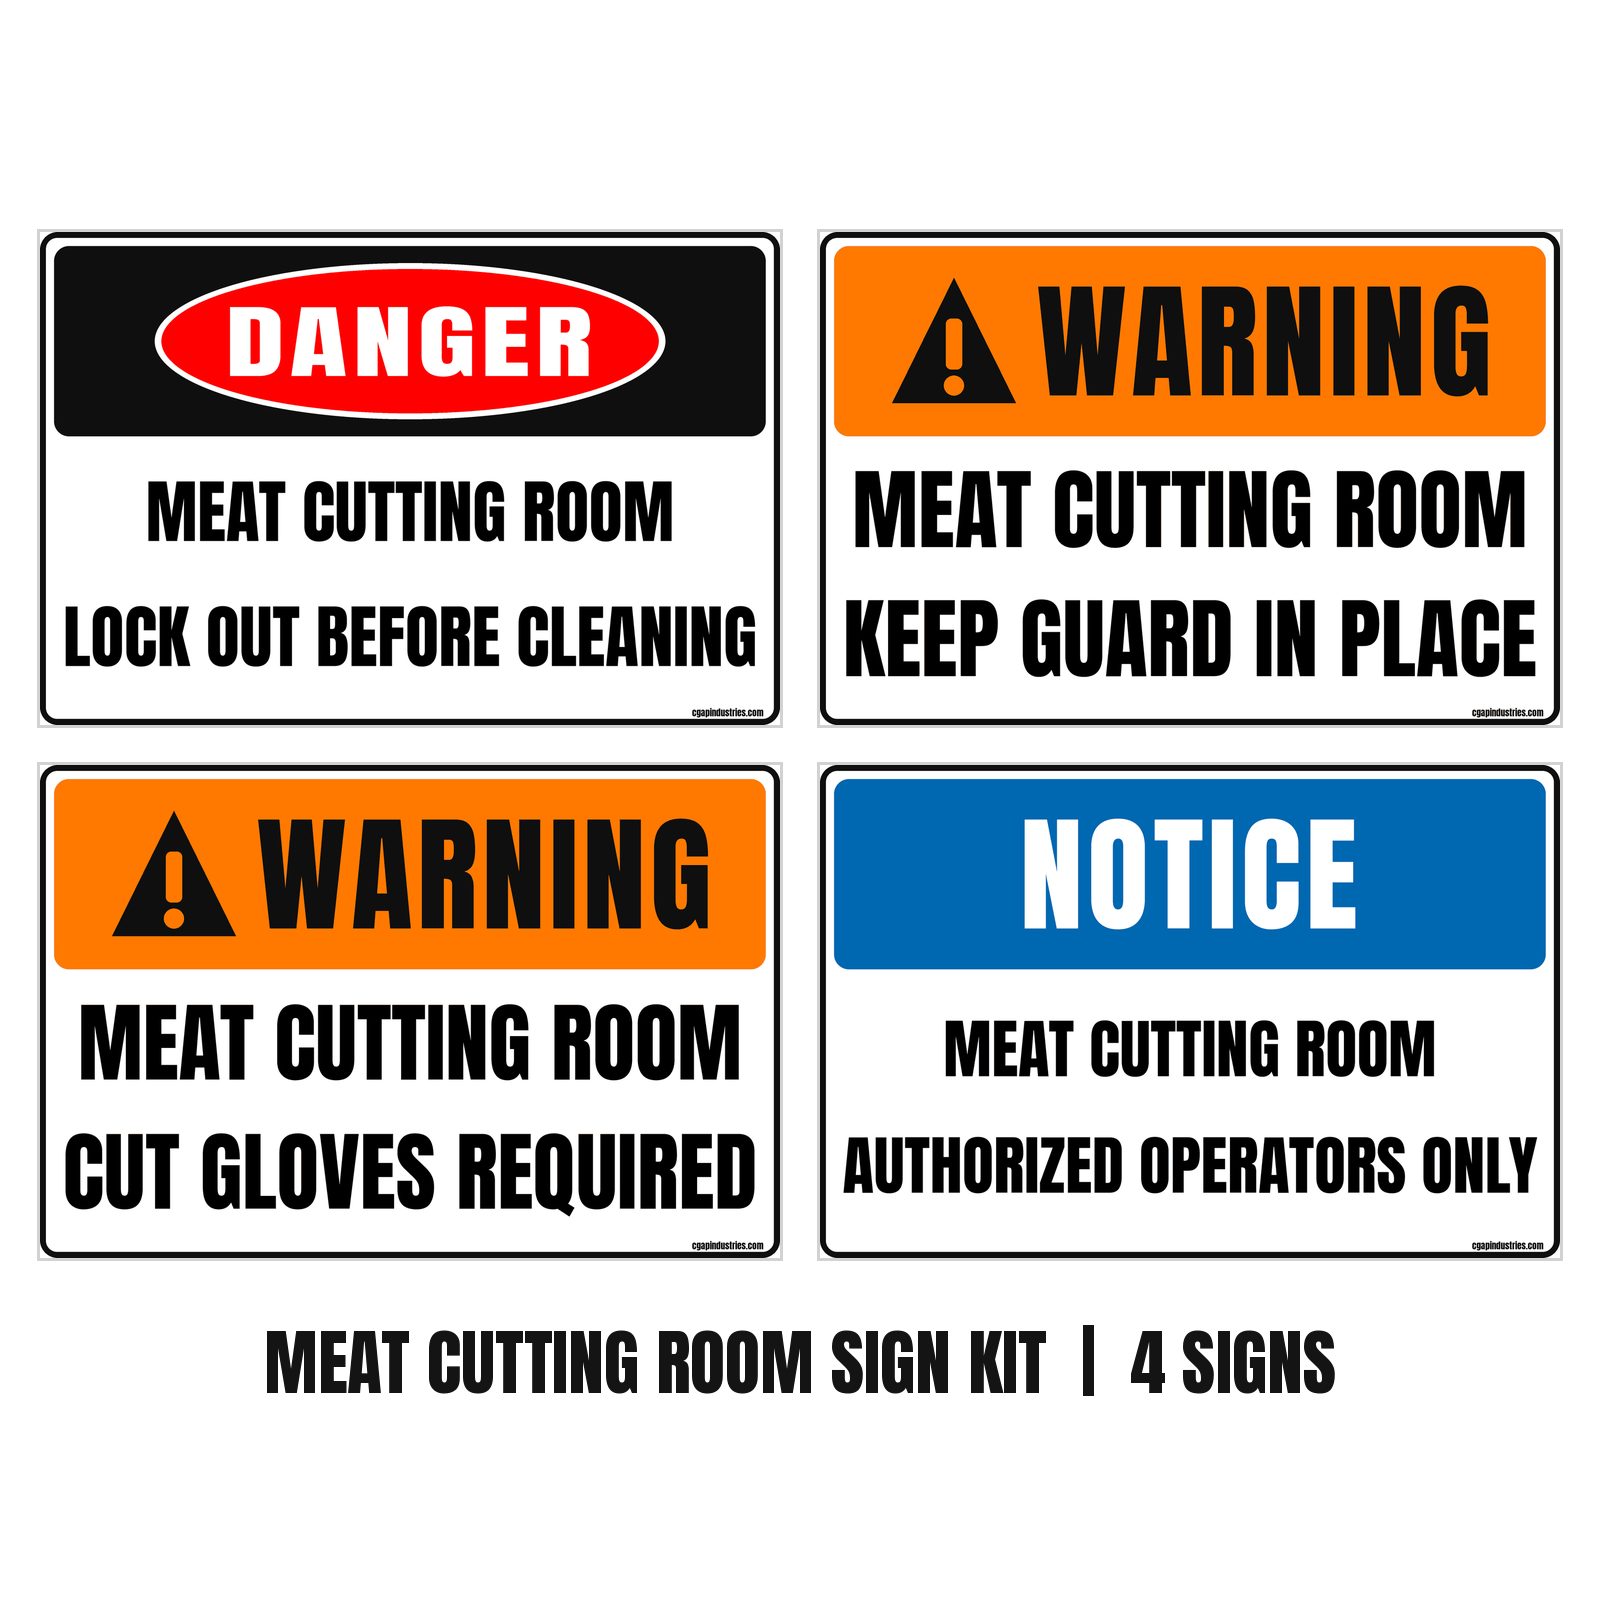 DANGER
MEAT CUTTING ROOM
LOCK OUT BEFORE CLEANING
cgapindustries.com
WARNING
MEAT CUTTING ROOM
KEEP GUARD IN PLACE
cgapindustries.com
WARNING
MEAT CUTTING ROOM
CUT GLOVES REQUIRED
cgapindustries.com
NOTICE
MEAT CUTTING ROOM
AUTHORIZED OPERATORS ONLY
cgapindustries.com
MEAT CUTTING ROOM SIGN KIT | 4 SIGNS